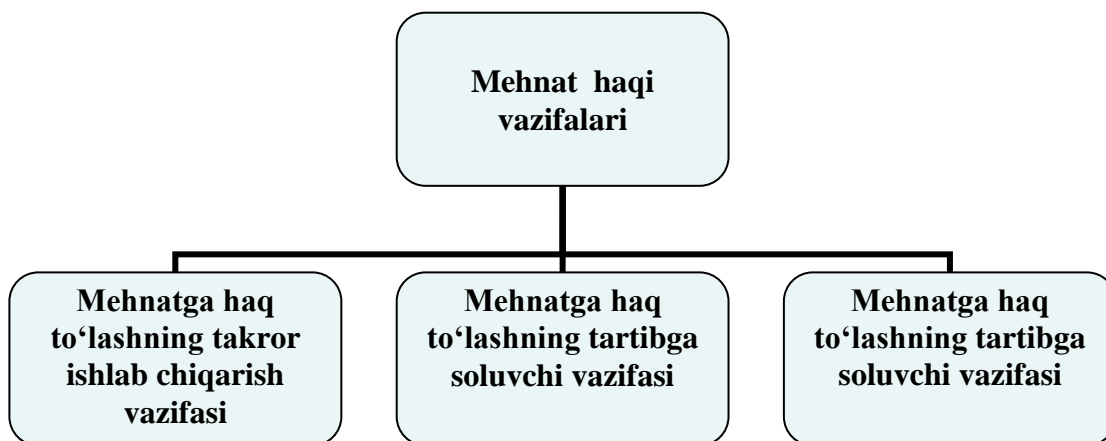 Mehnat haqi
vazifalari
Mehnatga haq
to‘lashning takror
ishlab chiqarish
vazifasi
Mehnatga haq
to‘lashning tartibga
soluvchi vazifasi
Mehnatga haq
to‘lashning tartibga
soluvchi vazifasi